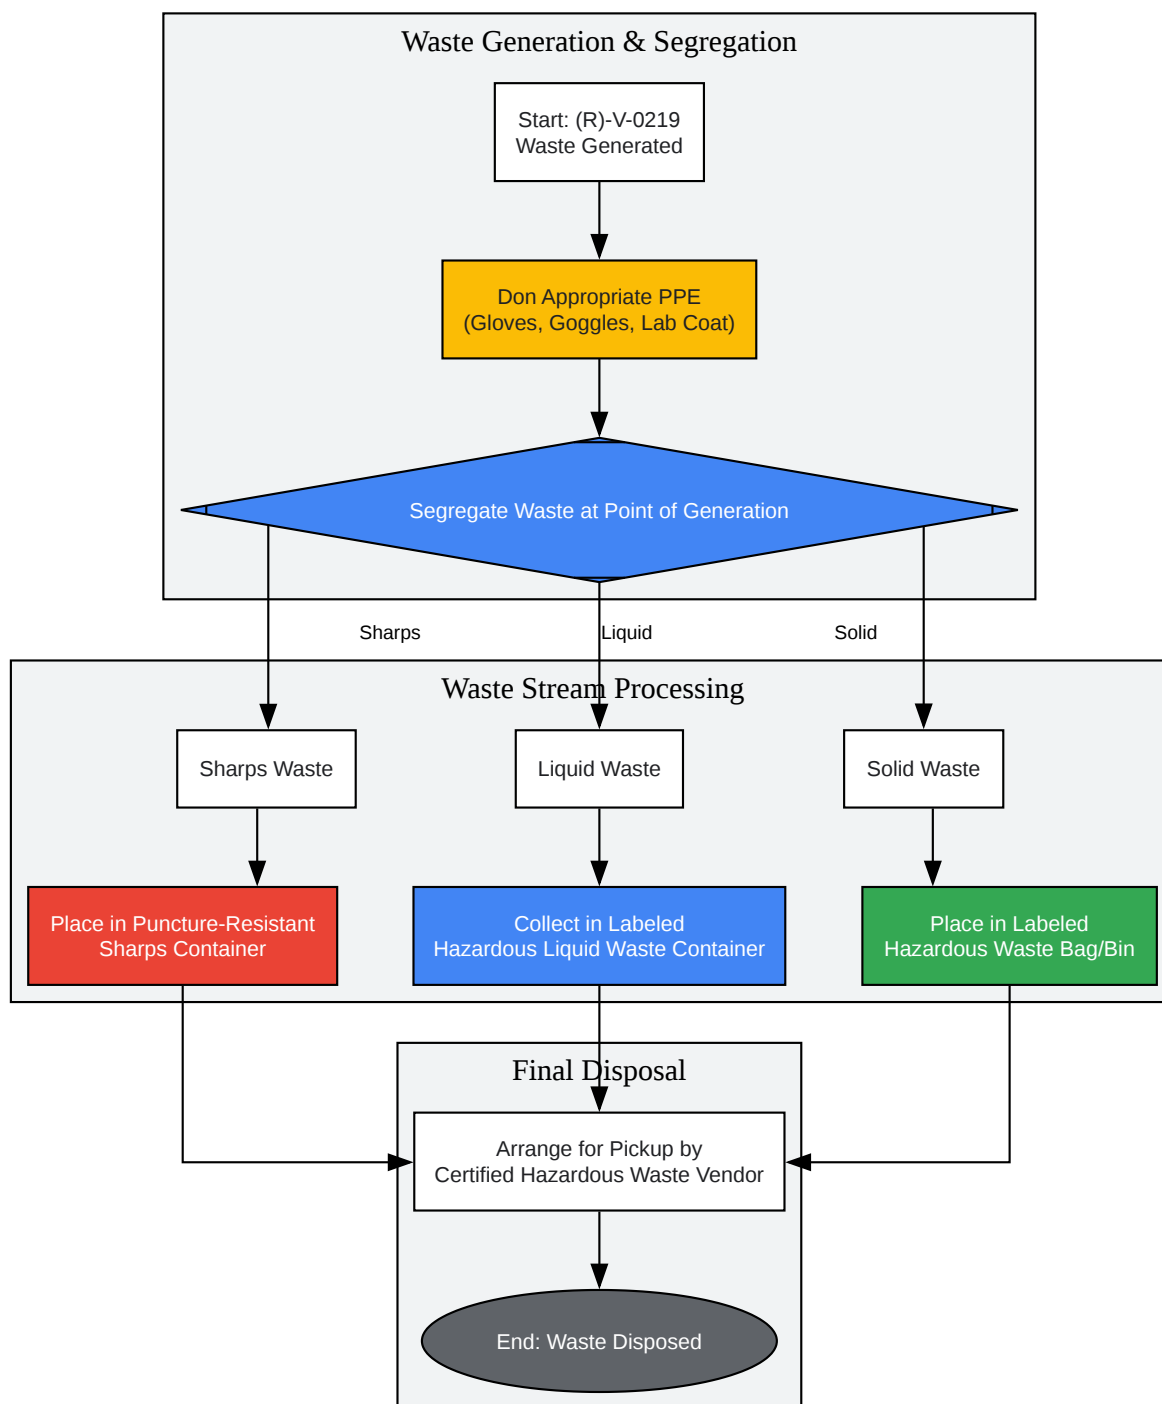 Waste Generation & Segregation
Start: (R)-V-0219
Waste Generated
Don Appropriate PPE
(Gloves, Goggles, Lab Coat)
Segregate Waste at Point of Generation
Sharps
Liquid
Solid
Waste Stream Processing
Sharps Waste
Liquid Waste
Solid Waste
Place in Puncture-Resistant
Sharps Container
Collect in Labeled
Hazardous Liquid Waste Container
Place in Labeled
Hazardous Waste Bag/Bin
Final Disposal
Arrange for Pickup by
Certified Hazardous Waste Vendor
End: Waste Disposed